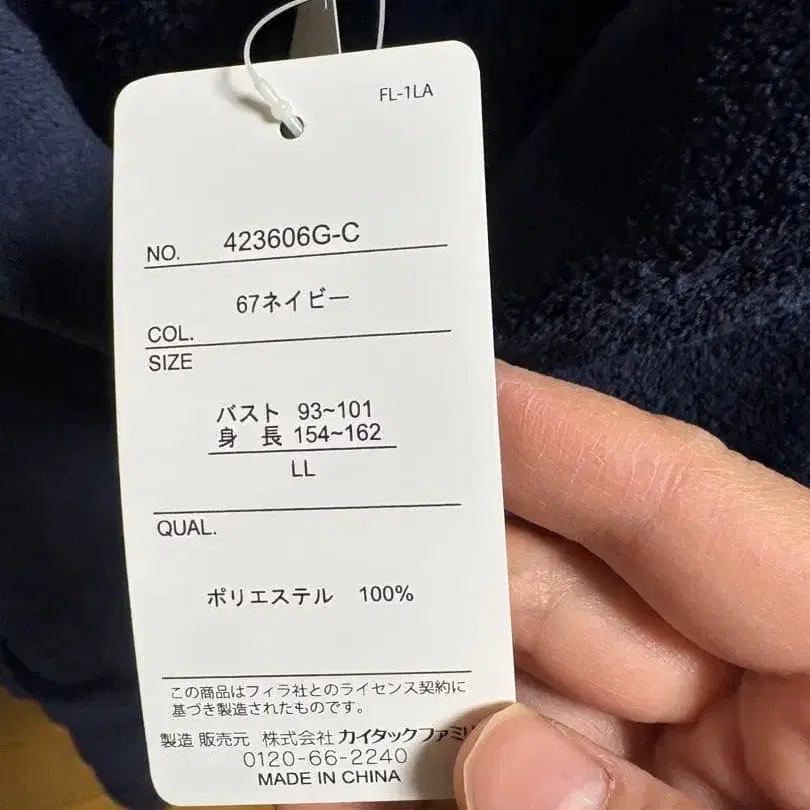 FL-1LA
NO. 423606G-C
67ネイビー
COL.
SIZE
バスト 93~101
身 長 154~162
LL
QUAL.
ポリエステル 100%
この商品はフィラ社とのライセンス契約に
基づき製造されたものです。
製造 販売元 株式会社 カイタックファミ
0120-66-2240
MADE IN CHINA